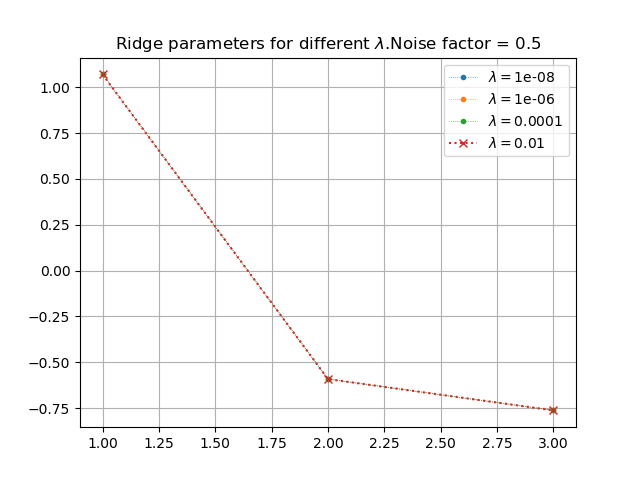 Ridge parameters for different λ.Noise factor = 0.5
1.00
0.75
0.50
0.25
0.00
−0.25
−0.50
−0.75
λ = 1e-08
λ = 1e-06
λ = 0.0001
λ = 0.01
1.00 1.25 1.50 1.75 2.00 2.25 2.50 2.75 3.00